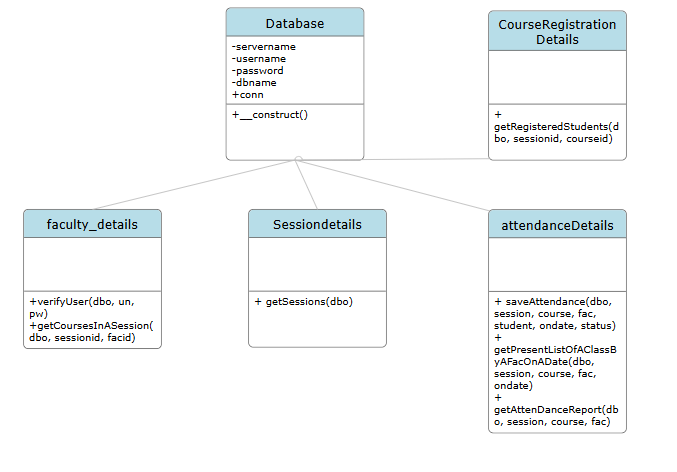 Database
-servername
-username
-password
-dbname
+conn
+__construct()
CourseRegistration
Details
+
getRegisteredStudents(d
bo, sessionid, courseid)
faculty_details
+verifyUser(dbo, un,
pw)
+getCoursesInASession(
dbo, sessionid, facid)
Sessiondetails
+ getSessions(dbo)
attendanceDetails
+ saveAttendance(dbo,
session, course, fac,
student, ondate, status)
+
getPresentListOfAClassB
yAFacOnADate(dbo,
session, course, fac,
ondate)
+
getAttenDanceReport(db
o, session, course, fac)